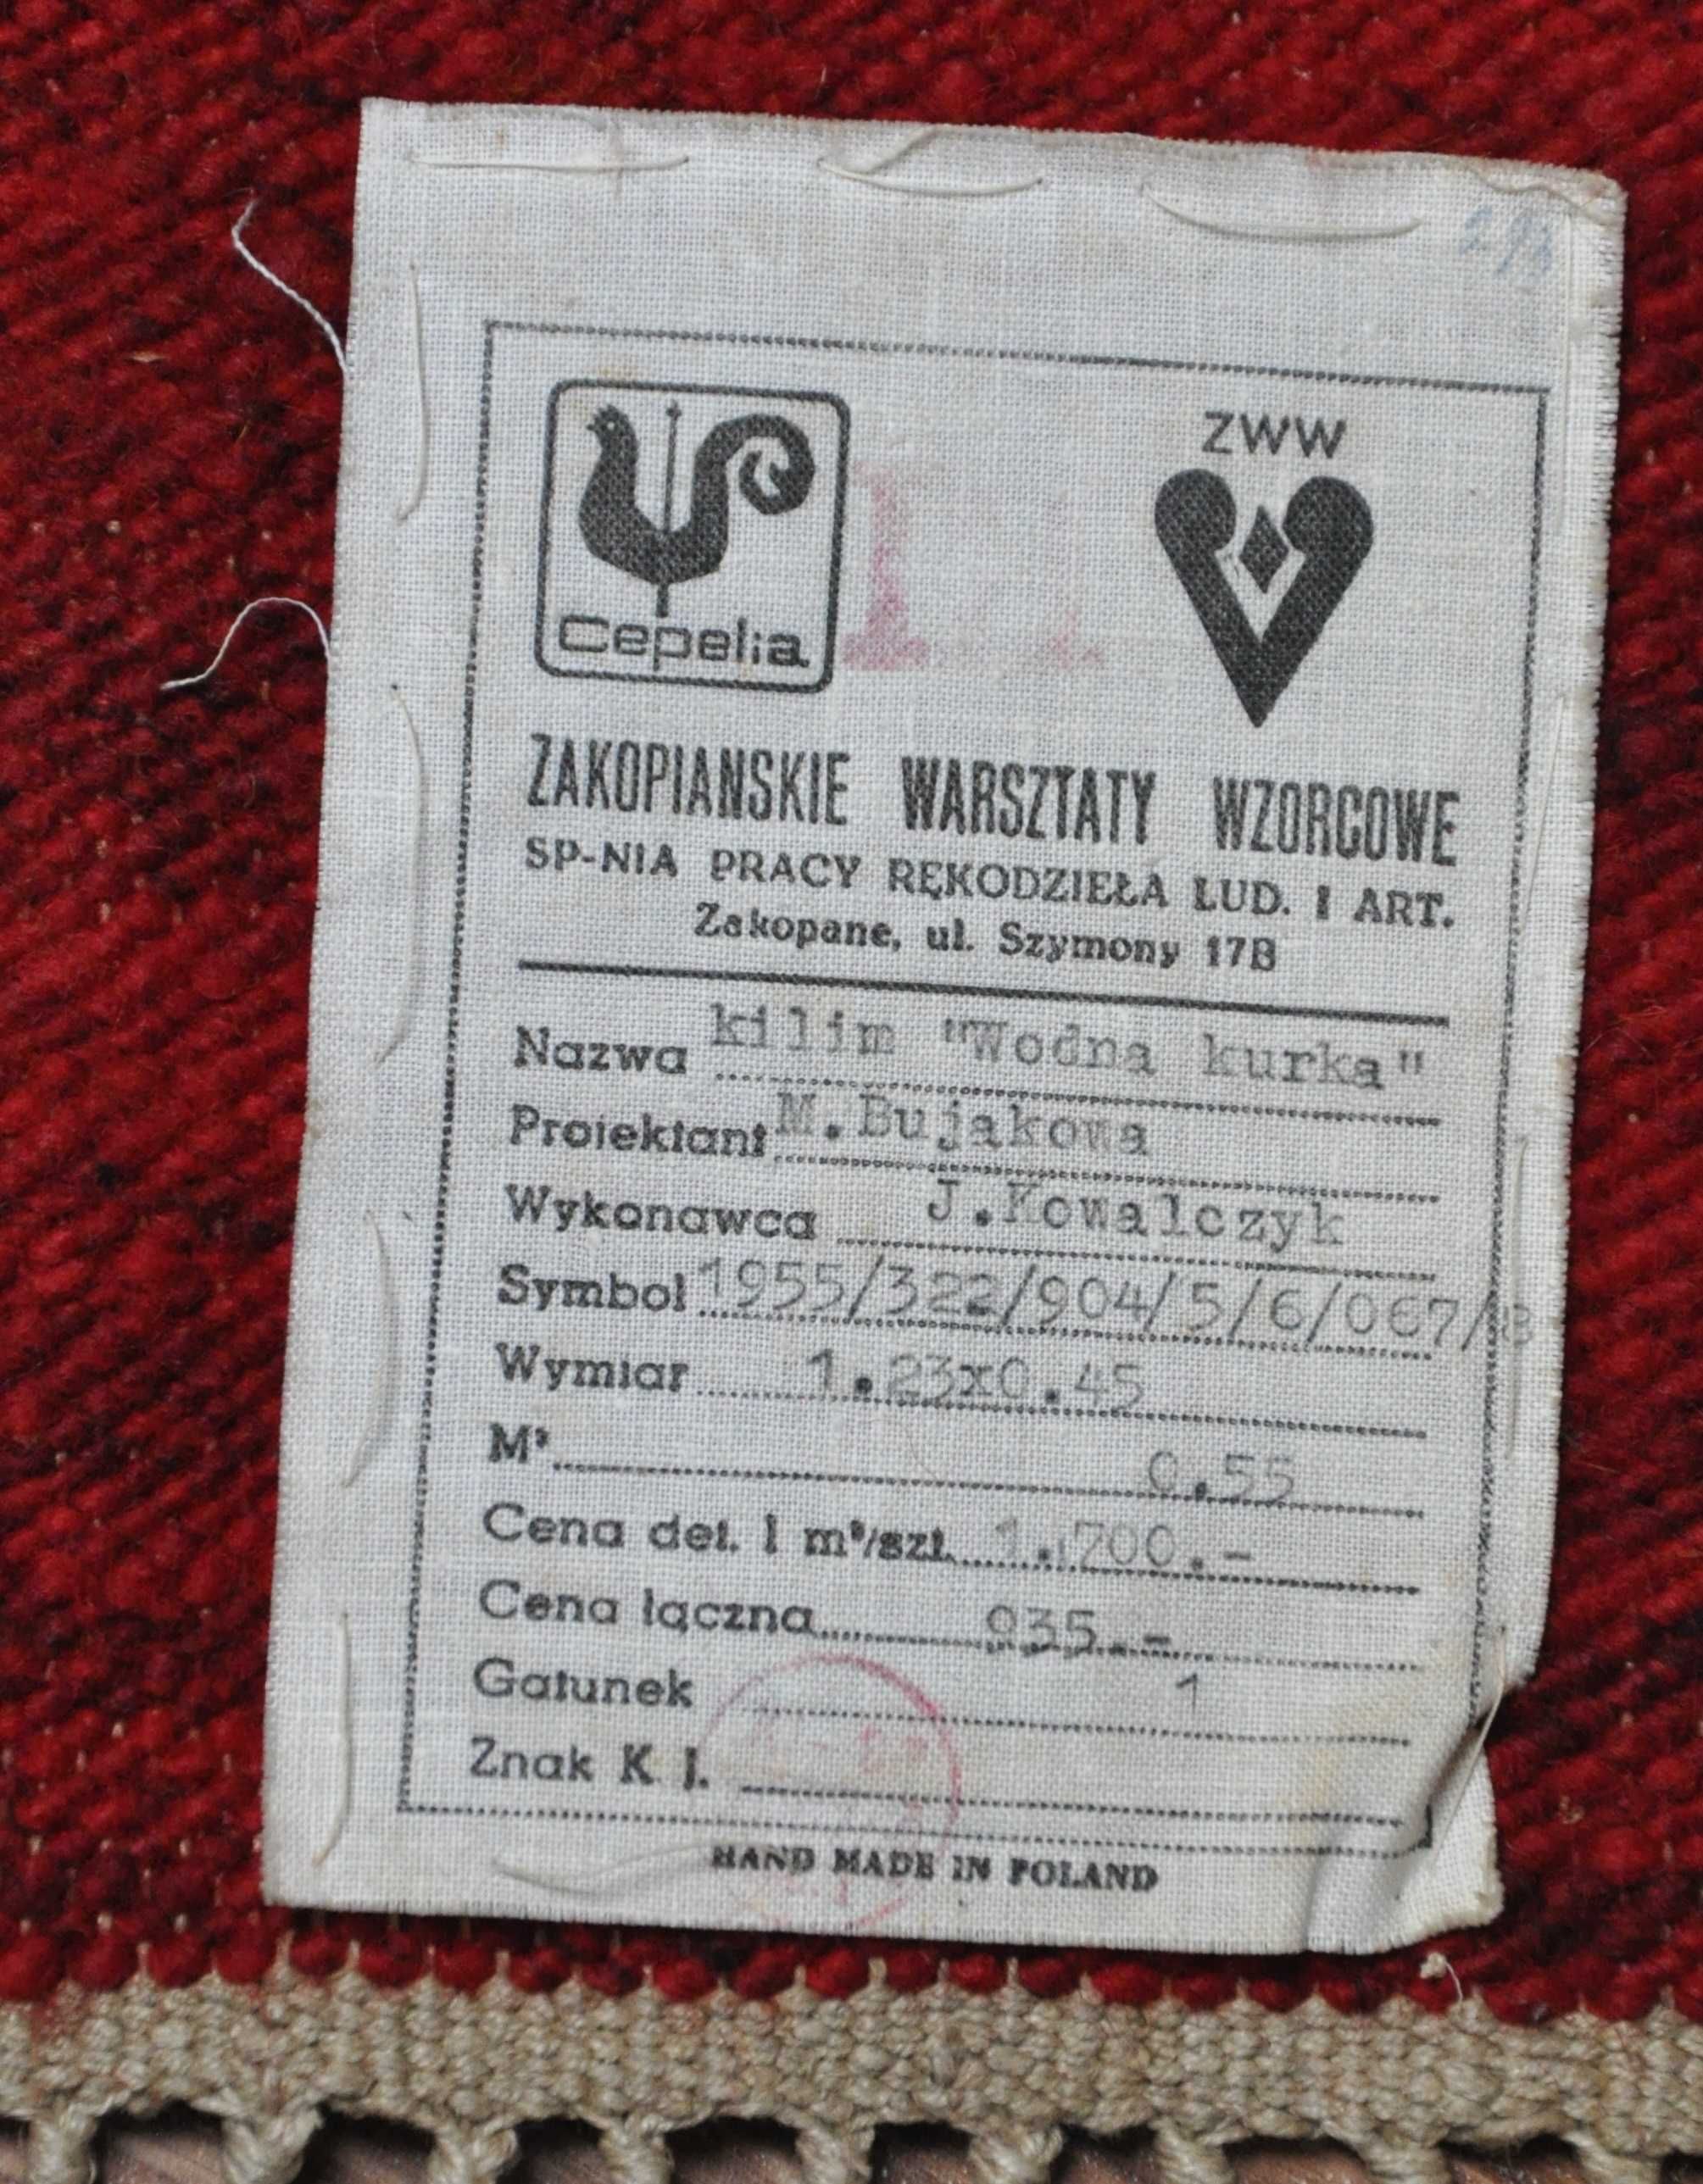 ZWW
Cepelia
ZAKOPIANSKIE WARSZTATY WZORCOWE
SP-NIA PRACY RĘKODZIEŁA LUD. I ART.
Zakopane, ul. Szymony 17B
Nazwa kilim "Wodna kurka"
Projektant M.Bujakowa
Wykonawca J.Kowalczyk
Symbol 1955/322/904/5/6/067/B
Wymiar 1.23x0.45
M² 0.55
Cena det. 1 m²/szt. 1.700.-
Cena łączna 935.-
Gatunek 1
Znak K J.
HAND MADE IN POLAND